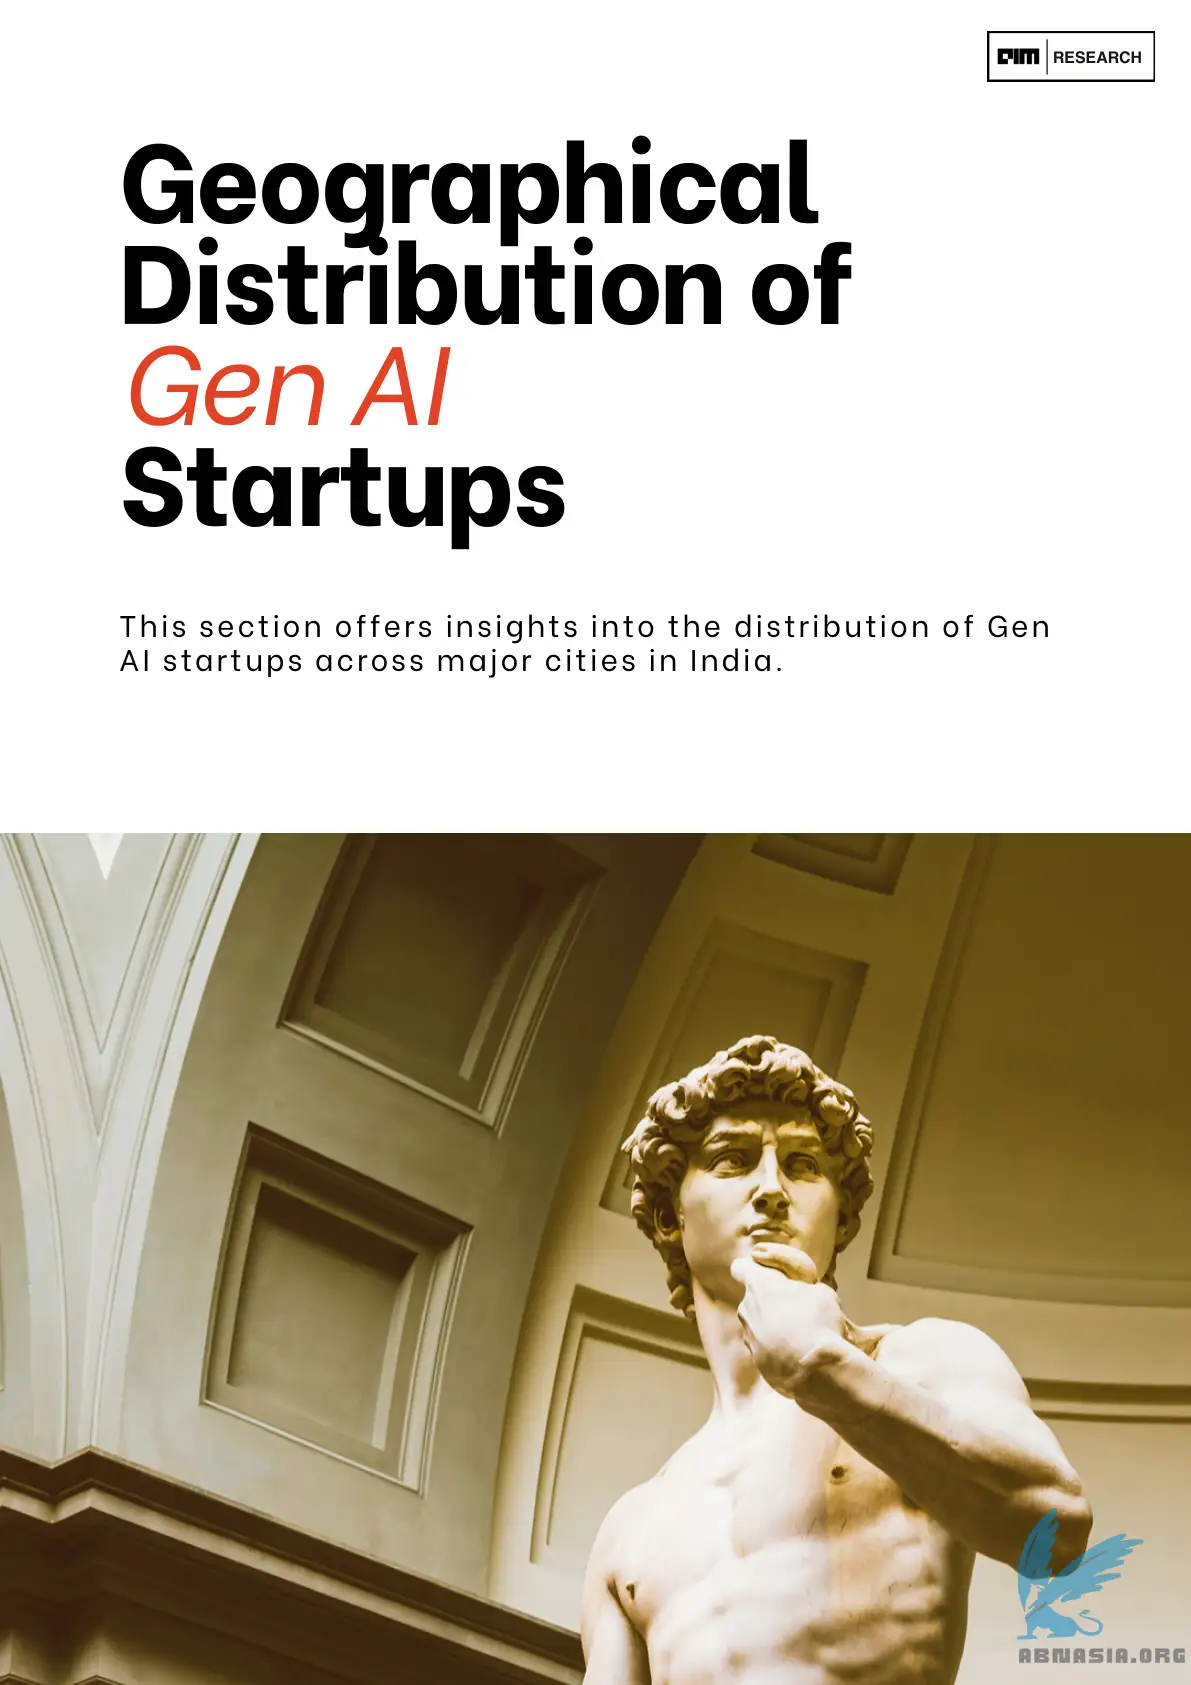 AIM RESEARCH
Geographical
Distribution of
Gen AI
Startups
This section offers insights into the distribution of Gen
AI startups across major cities in India.
ABNASIA.ORG